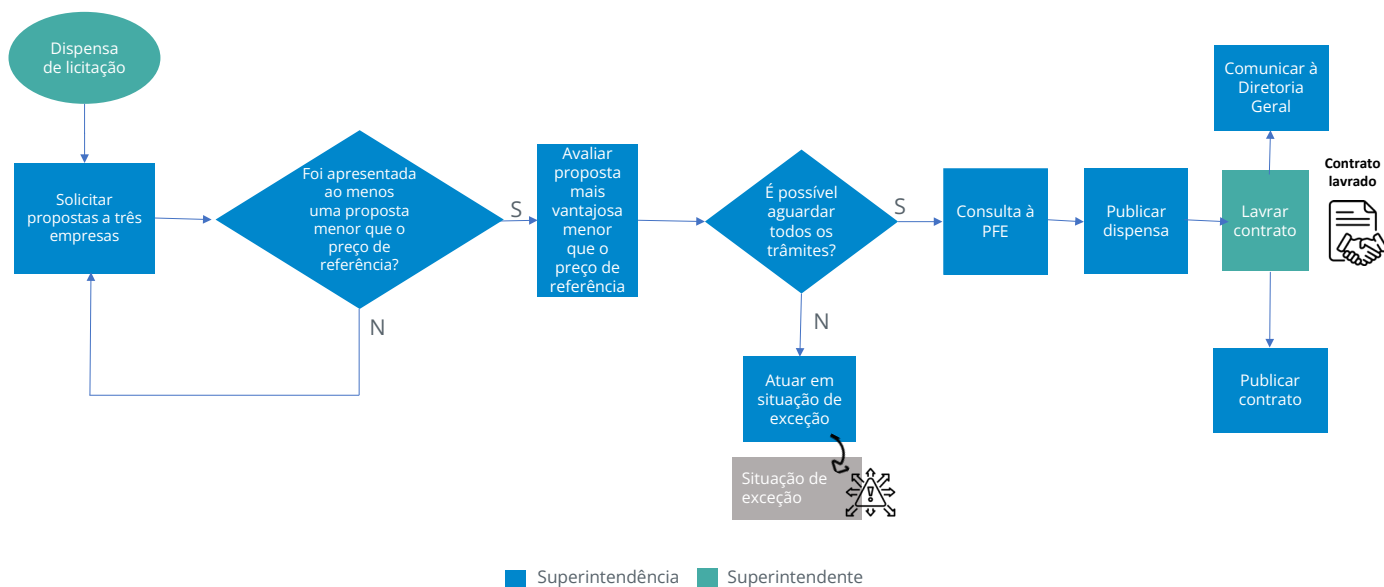 Dispensa
de licitação
Solicitar
propostas a três
empresas
Foi apresentada
ao menos
uma proposta
menor que o
preço de
referência?
S
N
Avaliar
proposta
mais
vantajosa
menor
que o
preço de
referência
É possível
aguardar
todos os
trâmites?
S
N
Atuar em
situação de
exceção
Situação de
exceção
Consulta à
PFE
Publicar
dispensa
Lavrar
contrato
Comunicar à
Diretoria
Geral
Contrato
lavrado
Publicar
contrato
Superintendência
Superintendente